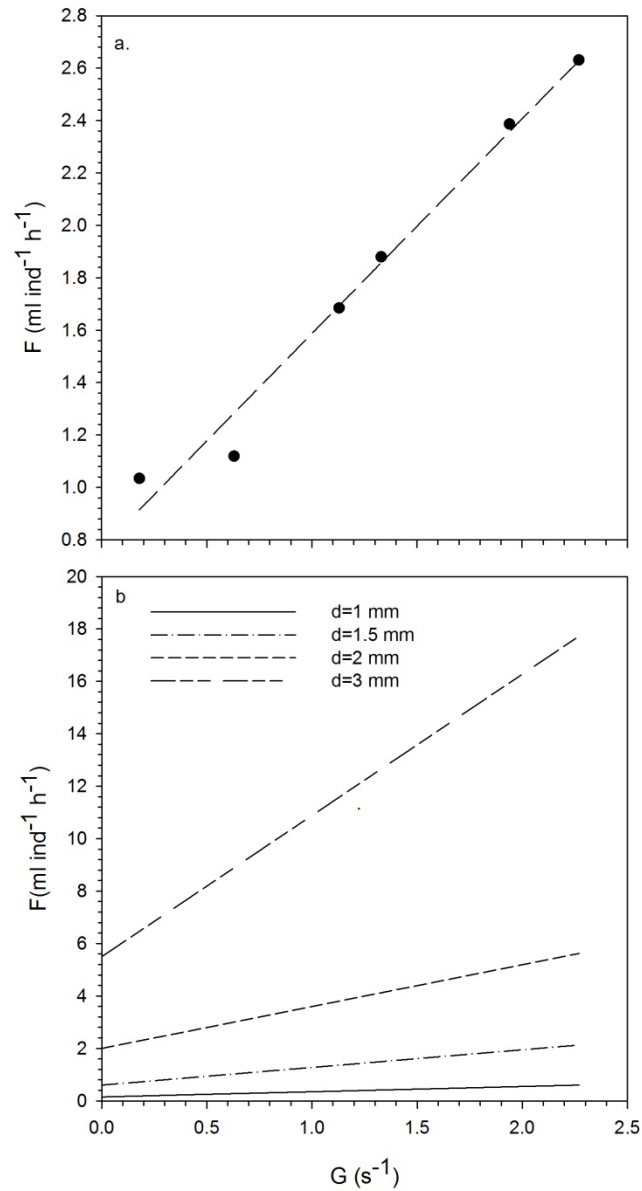 a.
2.8
2.6
2.4
2.2
2.0
1.8
1.6
1.4
1.2
1.0
0.8
F (ml ind⁻¹ h⁻¹)
b
d=1 mm
d=1.5 mm
d=2 mm
d=3 mm
20
18
16
14
12
10
8
6
4
2
0
F(ml ind⁻¹ h⁻¹)
0.0 0.5 1.0 1.5 2.0 2.5
G (s⁻¹)